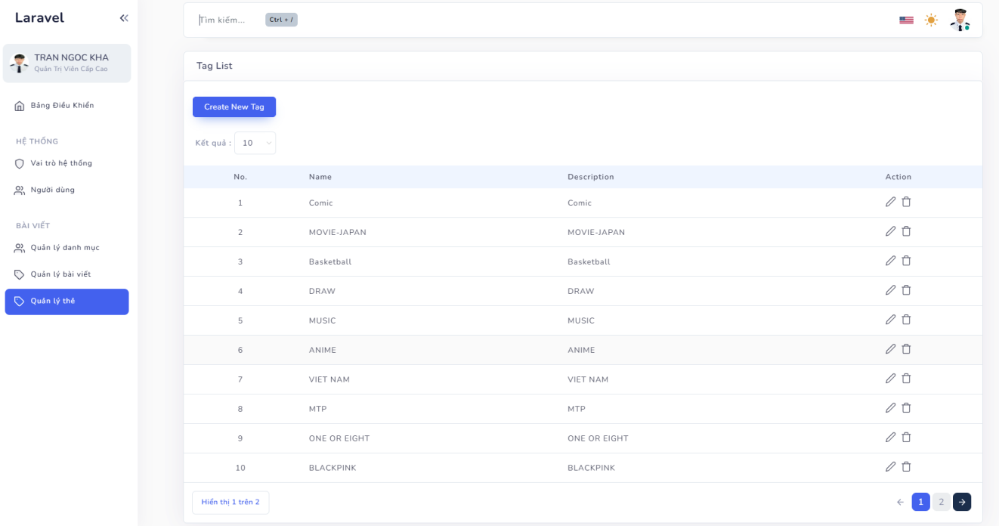 Laravel
TRAN NGOC KHA
Quản Trị Viên Cấp Cao
Bảng Điều Khiển
HỆ THỐNG
Vai trò hệ thống
Người dùng
BÀI VIẾT
Quản lý danh mục
Quản lý bài viết
Quản lý thẻ
Tìm kiếm... Ctrl + /
Tag List
Create New Tag
Kết quả : 10
No. Name Description Action
1 Comic Comic
2 MOVIE-JAPAN MOVIE-JAPAN
3 Basketball Basketball
4 DRAW DRAW
5 MUSIC MUSIC
6 ANIME ANIME
7 VIET NAM VIET NAM
8 MTP MTP
9 ONE OR EIGHT ONE OR EIGHT
10 BLACKPINK BLACKPINK
Hiển thị 1 trên 2 1 2